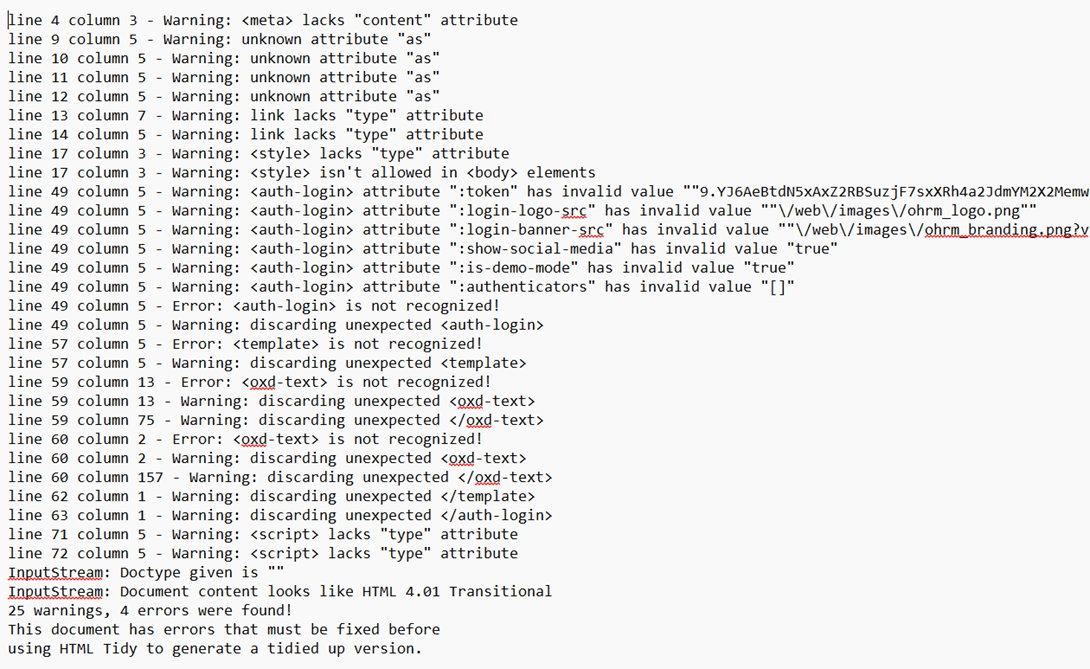 line 4 column 3 - Warning: <meta> lacks "content" attribute
line 9 column 5 - Warning: unknown attribute "as"
line 10 column 5 - Warning: unknown attribute "as"
line 11 column 5 - Warning: unknown attribute "as"
line 12 column 5 - Warning: unknown attribute "as"
line 13 column 7 - Warning: link lacks "type" attribute
line 14 column 5 - Warning: link lacks "type" attribute
line 17 column 3 - Warning: <style> lacks "type" attribute
line 17 column 3 - Warning: <style> isn't allowed in <body> elements
line 49 column 5 - Warning: <auth-login> attribute ":token" has invalid value ""9.YJ6AeBtdN5xAxZ2RBSuzjF7sxXRh4a2JdmYM2X2Memw
line 49 column 5 - Warning: <auth-login> attribute ":login-logo-src" has invalid value ""\/web\/images\/ohrm_logo.png""
line 49 column 5 - Warning: <auth-login> attribute ":login-banner-src" has invalid value ""\/web\/images\/ohrm_branding.png?v
line 49 column 5 - Warning: <auth-login> attribute ":show-social-media" has invalid value "true"
line 49 column 5 - Warning: <auth-login> attribute ":is-demo-mode" has invalid value "true"
line 49 column 5 - Warning: <auth-login> attribute ":authenticators" has invalid value "[]"
line 49 column 5 - Error: <auth-login> is not recognized!
line 49 column 5 - Warning: discarding unexpected <auth-login>
line 57 column 5 - Error: <template> is not recognized!
line 57 column 5 - Warning: discarding unexpected <template>
line 59 column 13 - Error: <oxd-text> is not recognized!
line 59 column 13 - Warning: discarding unexpected <oxd-text>
line 59 column 75 - Warning: discarding unexpected </oxd-text>
line 60 column 2 - Error: <oxd-text> is not recognized!
line 60 column 2 - Warning: discarding unexpected <oxd-text>
line 60 column 157 - Warning: discarding unexpected </oxd-text>
line 62 column 1 - Warning: discarding unexpected </template>
line 63 column 1 - Warning: discarding unexpected </auth-login>
line 71 column 5 - Warning: <script> lacks "type" attribute
line 72 column 5 - Warning: <script> lacks "type" attribute
InputStream: Doctype given is ""
InputStream: Document content looks like HTML 4.01 Transitional
25 warnings, 4 errors were found!
This document has errors that must be fixed before
using HTML Tidy to generate a tidied up version.